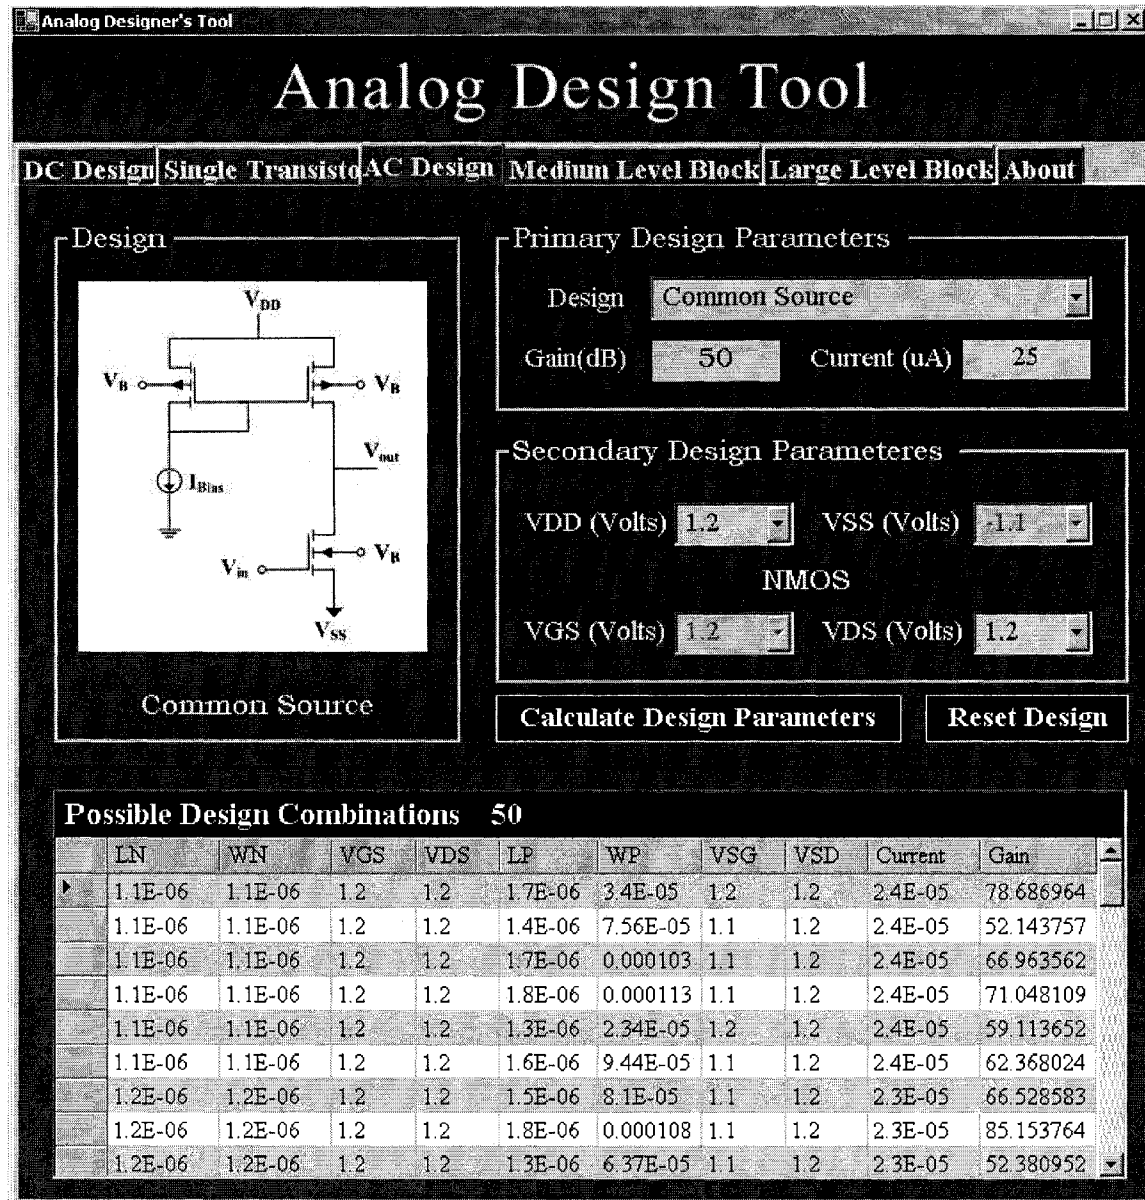 Analog Designer's Tool
Analog Design Tool
DC Design Single Transisto AC Design Medium Level Block Large Level Block About
Design
V_DD
V_B V_B
V_out
I_Bias
V_in V_B
V_SS
Common Source
Primary Design Parameters
Design Common Source
Gain(dB) 50 Current (uA) 25
Secondary Design Parameteres
VDD (Volts) 1.2 VSS (Volts) -1.1
NMOS
VGS (Volts) 1.2 VDS (Volts) 1.2
Calculate Design Parameters Reset Design
Possible Design Combinations 50
LN WN VGS VDS LP WP VSG VSD Current Gain
1.1E-06 1.1E-06 1.2 1.2 1.7E-06 3.4E-05 1.2 1.2 2.4E-05 78.686964
1.1E-06 1.1E-06 1.2 1.2 1.4E-06 7.56E-05 1.1 1.2 2.4E-05 52.143757
1.1E-06 1.1E-06 1.2 1.2 1.7E-06 0.000103 1.1 1.2 2.4E-05 66.963562
1.1E-06 1.1E-06 1.2 1.2 1.8E-06 0.000113 1.1 1.2 2.4E-05 71.048109
1.1E-06 1.1E-06 1.2 1.2 1.3E-06 2.34E-05 1.2 1.2 2.4E-05 59.113652
1.1E-06 1.1E-06 1.2 1.2 1.6E-06 9.44E-05 1.1 1.2 2.4E-05 62.368024
1.2E-06 1.2E-06 1.2 1.2 1.5E-06 8.1E-05 1.1 1.2 2.3E-05 66.528583
1.2E-06 1.2E-06 1.2 1.2 1.8E-06 0.000108 1.1 1.2 2.3E-05 85.153764
1.2E-06 1.2E-06 1.2 1.2 1.3E-06 6.37E-05 1.1 1.2 2.3E-05 52.380952